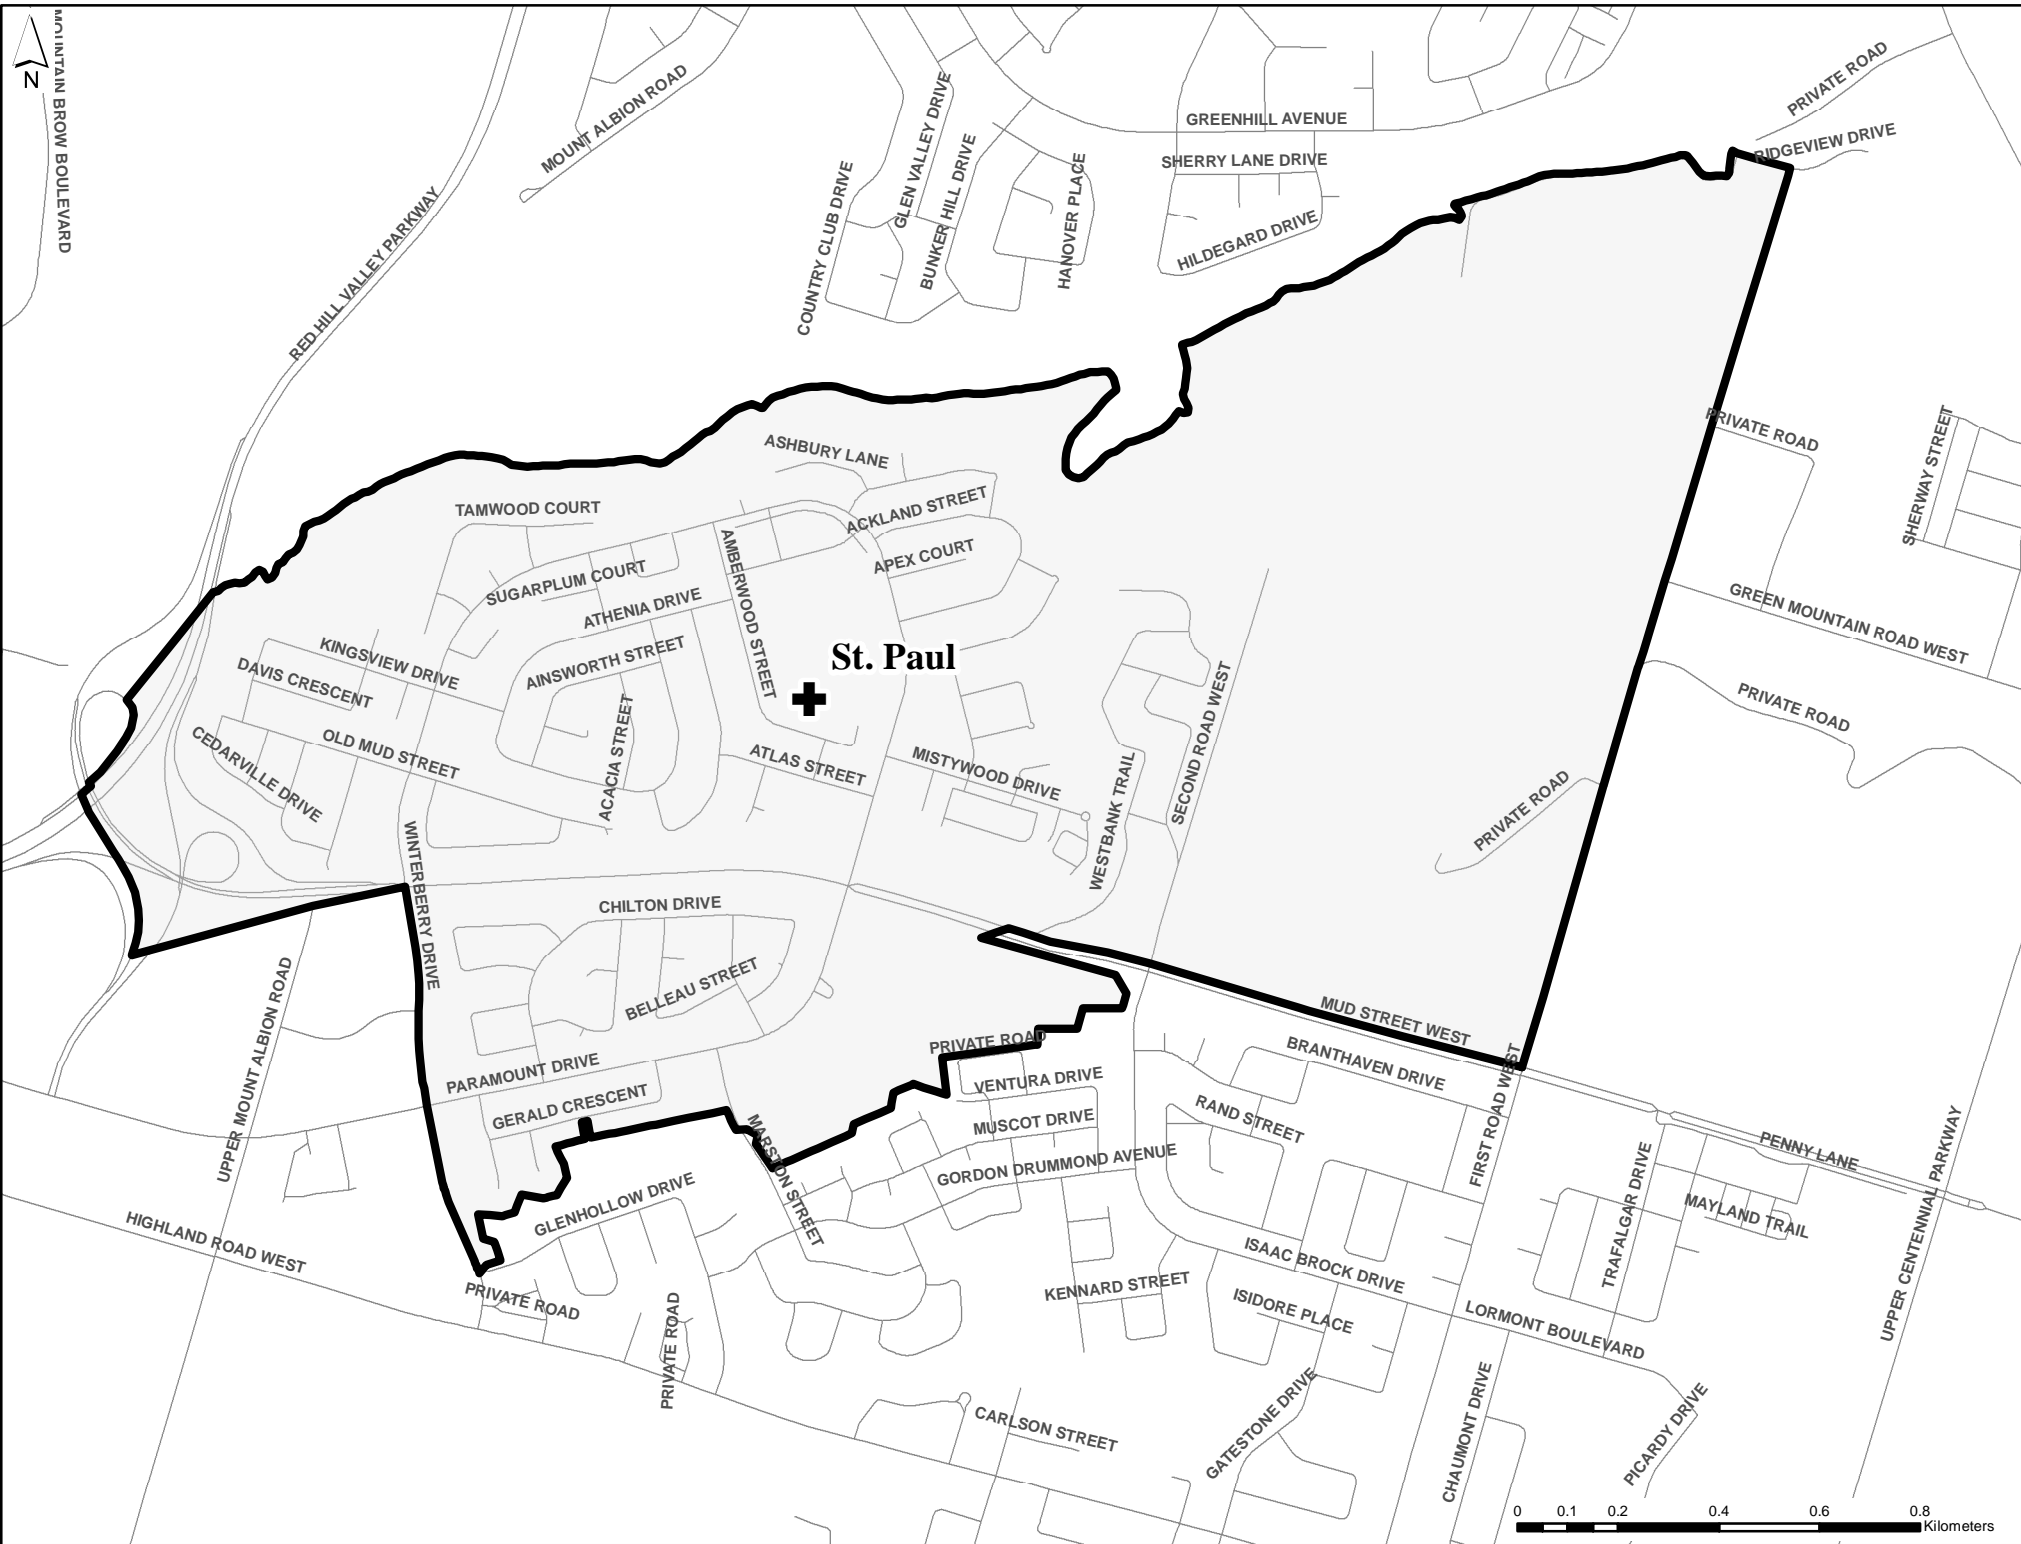 MOUNTAIN BROW BOULEVARD
N
MOUNT ALBION ROAD
RED HILL VALLEY PARKWAY
COUNTRY CLUB DRIVE
GLEN VALLEY DRIVE
BUNKER HILL DRIVE
HANOVER PLACE
GREENHILL AVENUE
SHERRY LANE DRIVE
HILDEGARD DRIVE
PRIVATE ROAD
RIDGEVIEW DRIVE
PRIVATE ROAD
SHERWAY STREET
GREEN MOUNTAIN ROAD WEST
PRIVATE ROAD
PRIVATE ROAD
ASHBURY LANE
TAMWOOD COURT
ACKLAND STREET
APEX COURT
AMBERWOOD STREET
SUGARPLUM COURT
ATHENIA DRIVE
AINSWORTH STREET
KINGSVIEW DRIVE
DAVIS CRESCENT
St. Paul
ACACIA STREET
OLD MUD STREET
CEDARVILLE DRIVE
ATLAS STREET
MISTYWOOD DRIVE
WESTBANK TRAIL
SECOND ROAD WEST
WINTERBERRY DRIVE
CHILTON DRIVE
BELLEAU STREET
UPPER MOUNT ALBION ROAD
PARAMOUNT DRIVE
GERALD CRESCENT
PRIVATE ROAD
MUD STREET WEST
BRANTHAVEN DRIVE
VENTURA DRIVE
MUSCOT DRIVE
GORDON DRUMMOND AVENUE
RAND STREET
FIRST ROAD WEST
MARSTON STREET
GLENHOLLOW DRIVE
HIGHLAND ROAD WEST
PRIVATE ROAD
PRIVATE ROAD
PENNY LANE
MAYLAND TRAIL
TRAFALGAR DRIVE
UPPER CENTENNIAL PARKWAY
ISAAC BROCK DRIVE
KENNARD STREET
ISIDORE PLACE
LORMONT BOULEVARD
CARLSON STREET
GATESTONE DRIVE
CHAUMONT DRIVE
PICARDY DRIVE
0 0.1 0.2 0.4 0.6 0.8
Kilometers